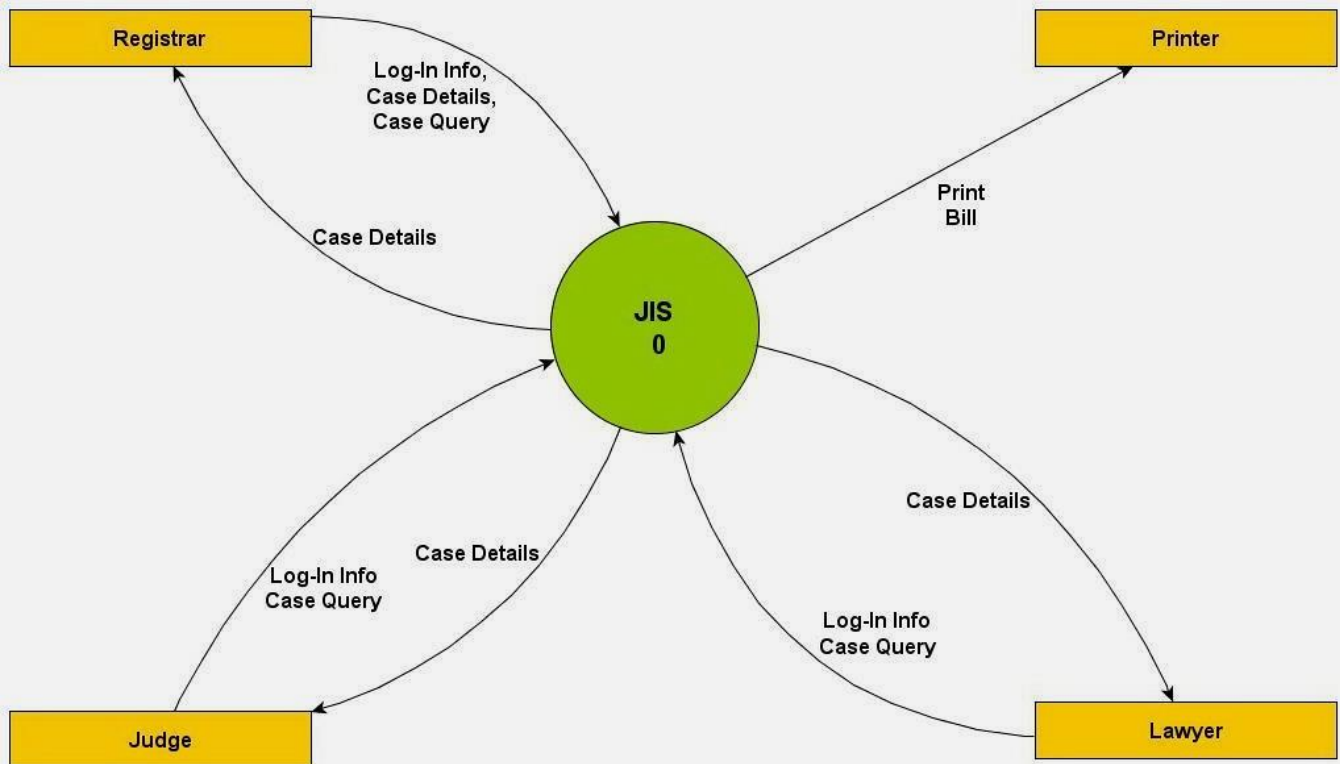 Registrar
Printer
Log-In Info,
Case Details,
Case Query
Print
Bill
Case Details
JIS
0
Case Details
Case Details
Log-In Info
Case Query
Log-In Info
Case Query
Judge
Lawyer